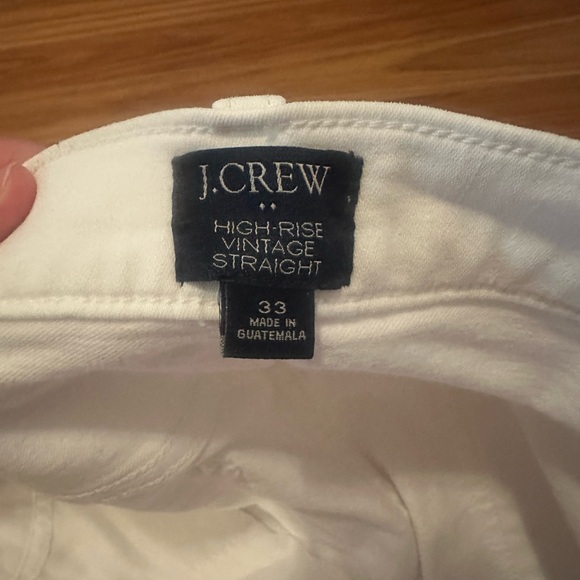 J.CREW
HIGH-RISE
VINTAGE
STRAIGHT
33
MADE IN
GUATEMALA